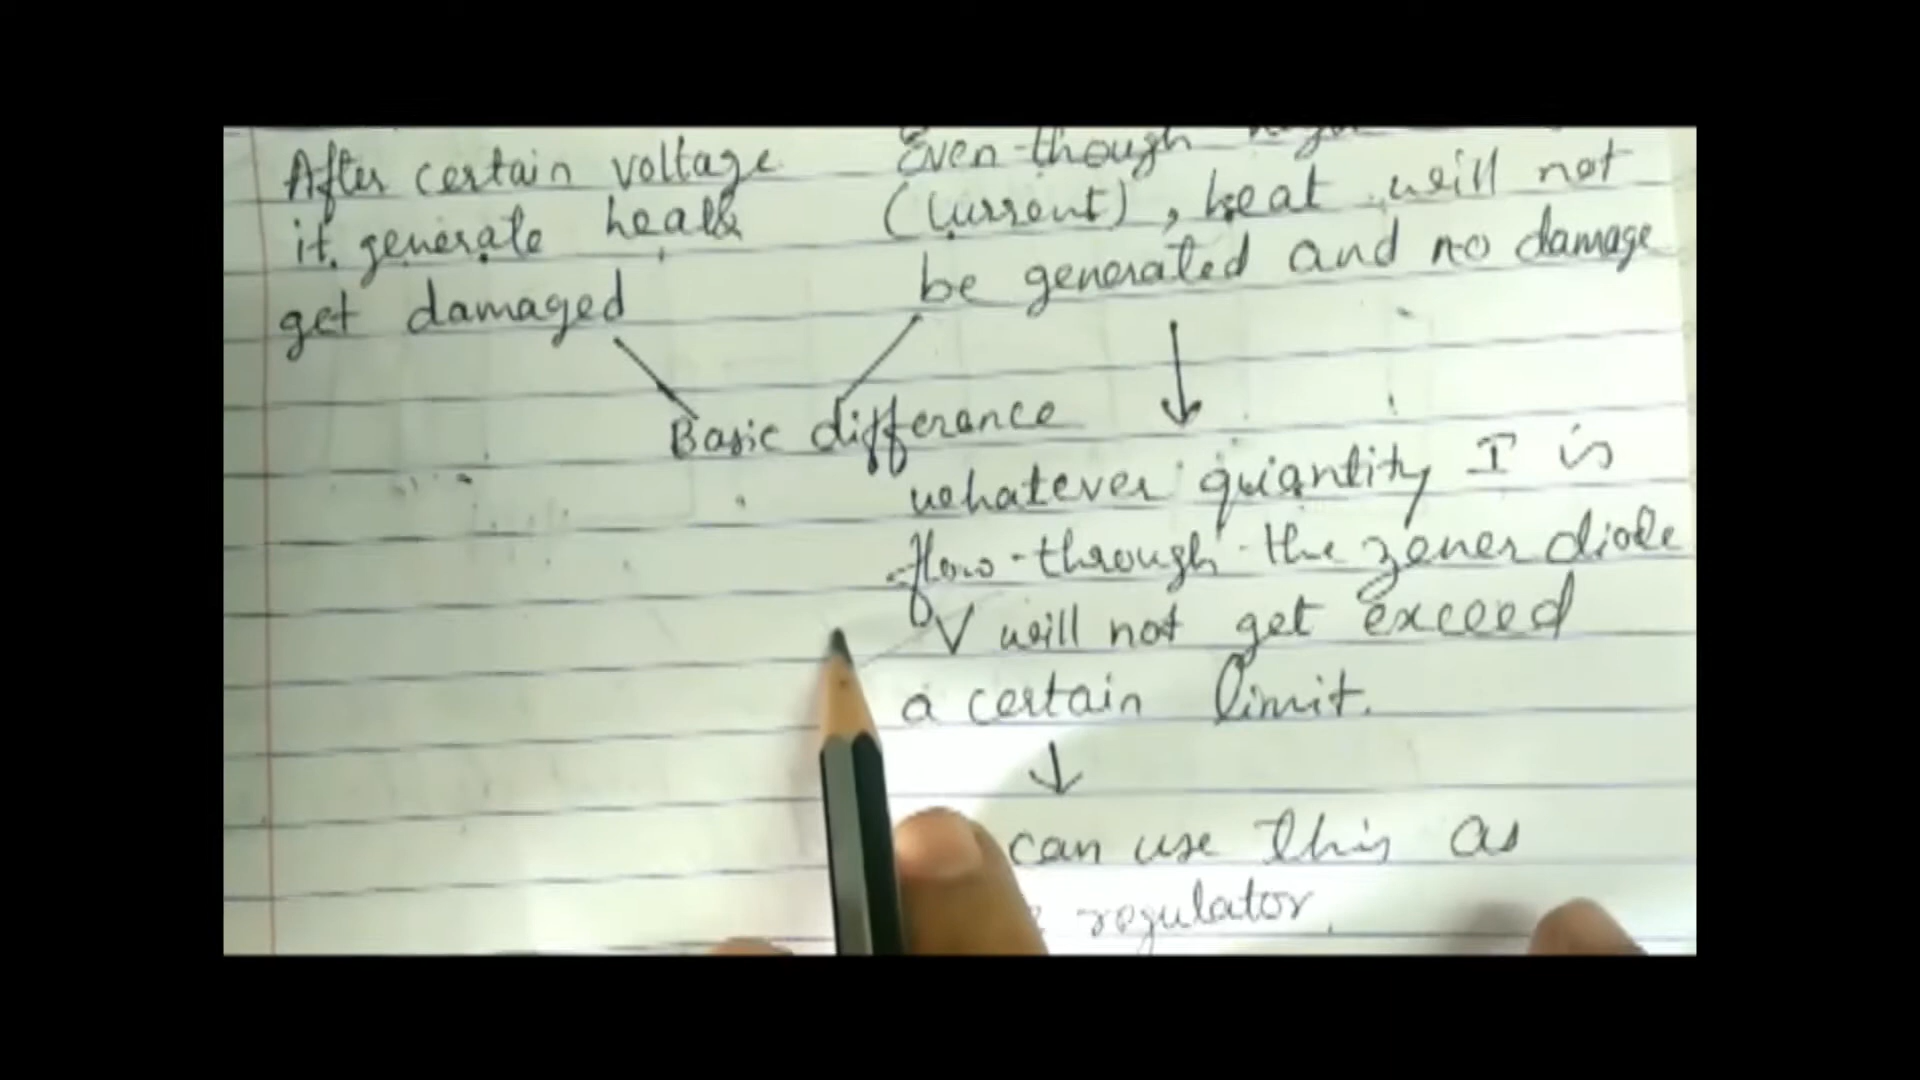 After certain voltage
it generate heat &
get damaged
Even though
(current), heat will not
be generated and no damage
Basic difference
whatever quantity I is
flow through the zener diode
V will not get exceed
a certain limit.
can use this as
regulator.